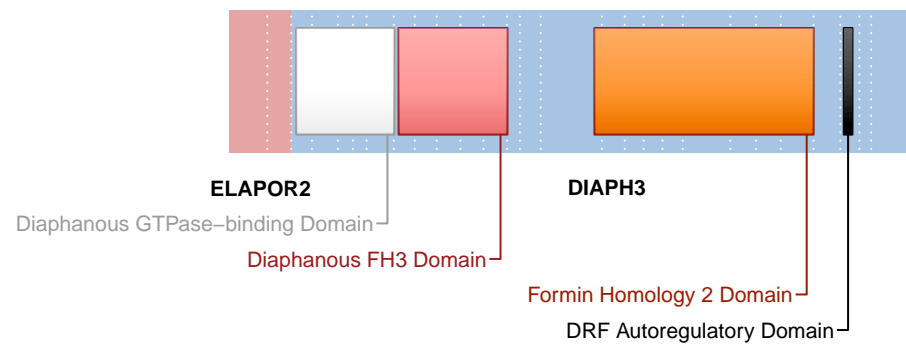 ELAPOR2
DIAPH3
Diaphanous GTPase−binding Domain
Diaphanous FH3 Domain
Formin Homology 2 Domain
DRF Autoregulatory Domain